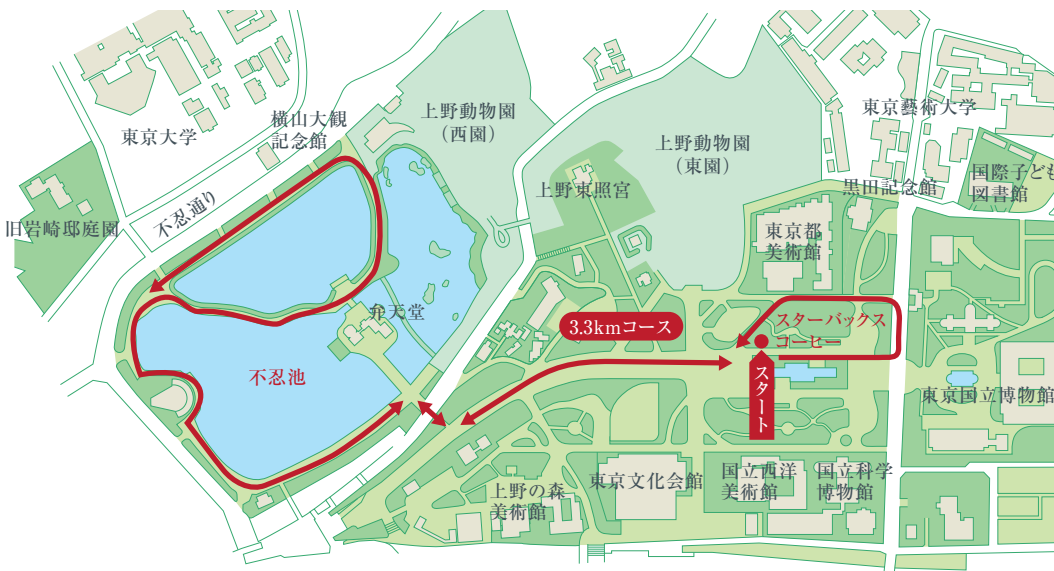 東京大学
横山大観
記念館
上野動物園
（西園）
上野動物園
（東園）
東京藝術大学
国際子ども
図書館
黒田記念館
上野東照宮
旧岩崎邸庭園
不忍通り
東京都
美術館
弁天堂
3.3kmコース
スターバックス
コーヒー
スタート
不忍池
東京国立博物館
上野の森
美術館
東京文化会館
国立西洋
美術館
国立科学
博物館